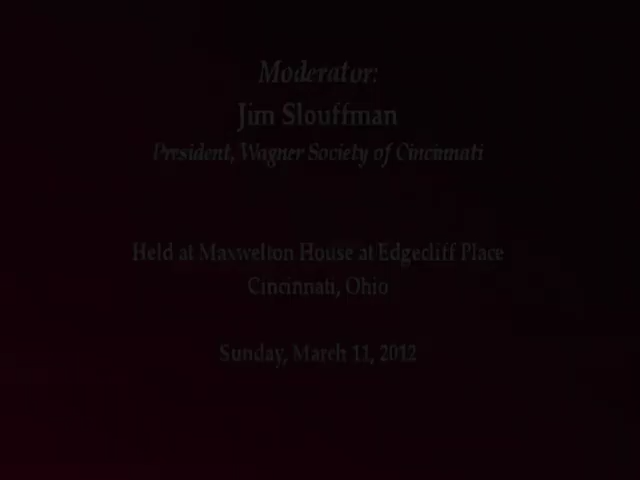 Moderator:
Jim Slouffman
President, Wagner Society of Cincinnati
Held at Maxwelton House at Edgecliff Place
Cincinnati, Ohio
Sunday, March 11, 2012